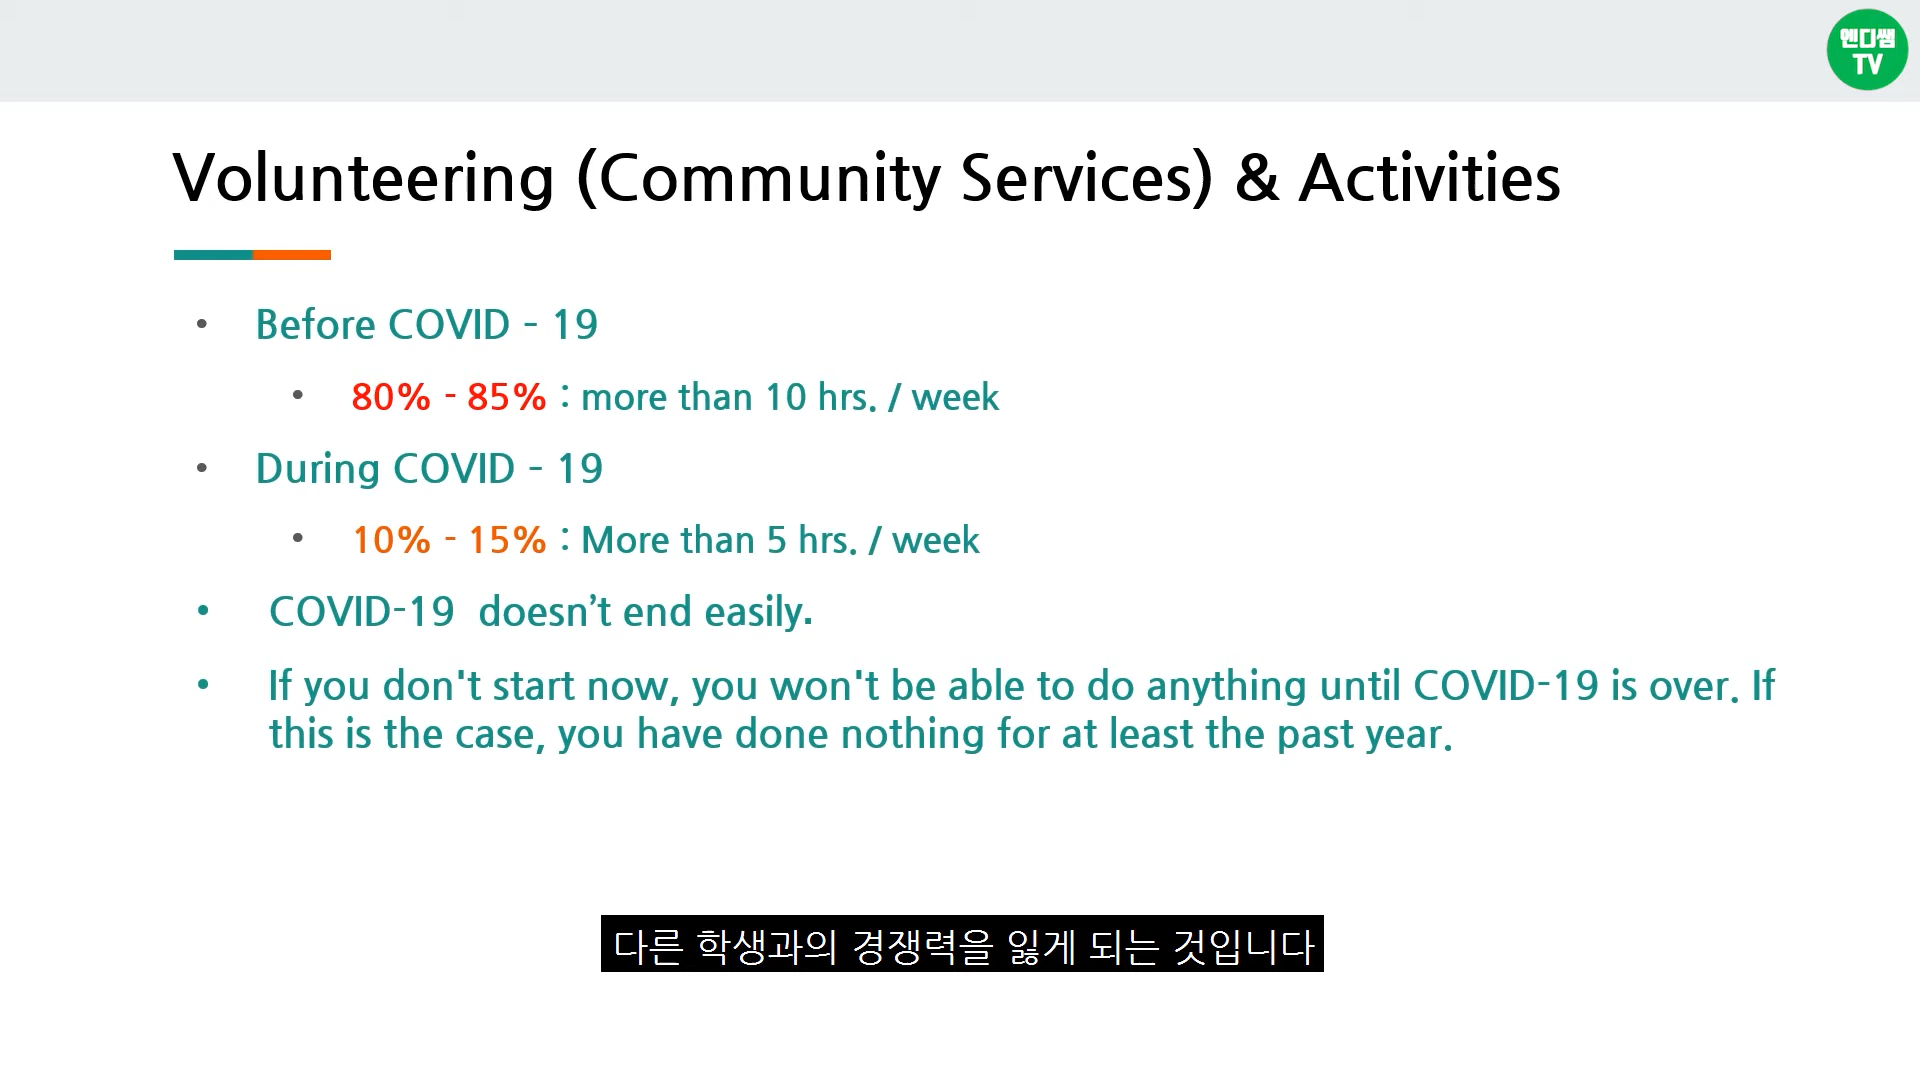 엔디쌤
TV
Volunteering (Community Services) & Activities
• Before COVID - 19
• 80% - 85% : more than 10 hrs. / week
• During COVID - 19
• 10% - 15% : More than 5 hrs. / week
• COVID-19  doesn’t end easily.
• If you don't start now, you won't be able to do anything until COVID-19 is over. If
this is the case, you have done nothing for at least the past year.
다른 학생과의 경쟁력을 잃게 되는 것입니다